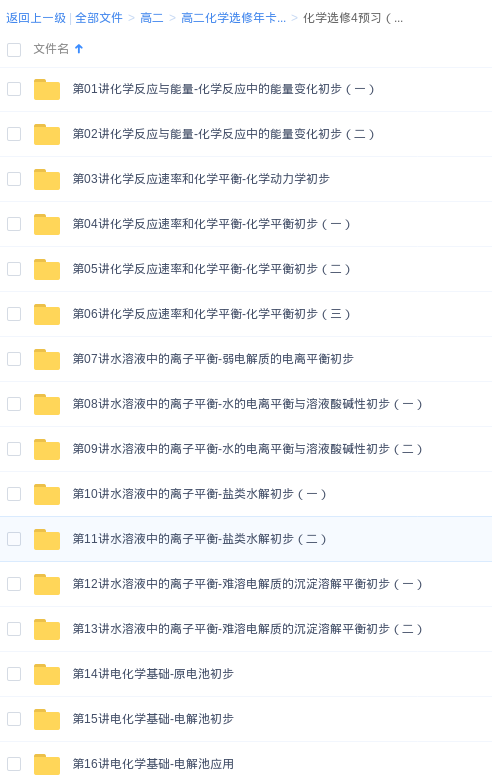 返回上一级 | 全部文件 > 高二 > 高二化学选修年卡... > 化学选修4预习（...
文件名
第01讲化学反应与能量-化学反应中的能量变化初步（一）
第02讲化学反应与能量-化学反应中的能量变化初步（二）
第03讲化学反应速率和化学平衡-化学动力学初步
第04讲化学反应速率和化学平衡-化学平衡初步（一）
第05讲化学反应速率和化学平衡-化学平衡初步（二）
第06讲化学反应速率和化学平衡-化学平衡初步（三）
第07讲水溶液中的离子平衡-弱电解质的电离平衡初步
第08讲水溶液中的离子平衡-水的电离平衡与溶液酸碱性初步（一）
第09讲水溶液中的离子平衡-水的电离平衡与溶液酸碱性初步（二）
第10讲水溶液中的离子平衡-盐类水解初步（一）
第11讲水溶液中的离子平衡-盐类水解初步（二）
第12讲水溶液中的离子平衡-难溶电解质的沉淀溶解平衡初步（一）
第13讲水溶液中的离子平衡-难溶电解质的沉淀溶解平衡初步（二）
第14讲电化学基础-原电池初步
第15讲电化学基础-电解池初步
第16讲电化学基础-电解池应用